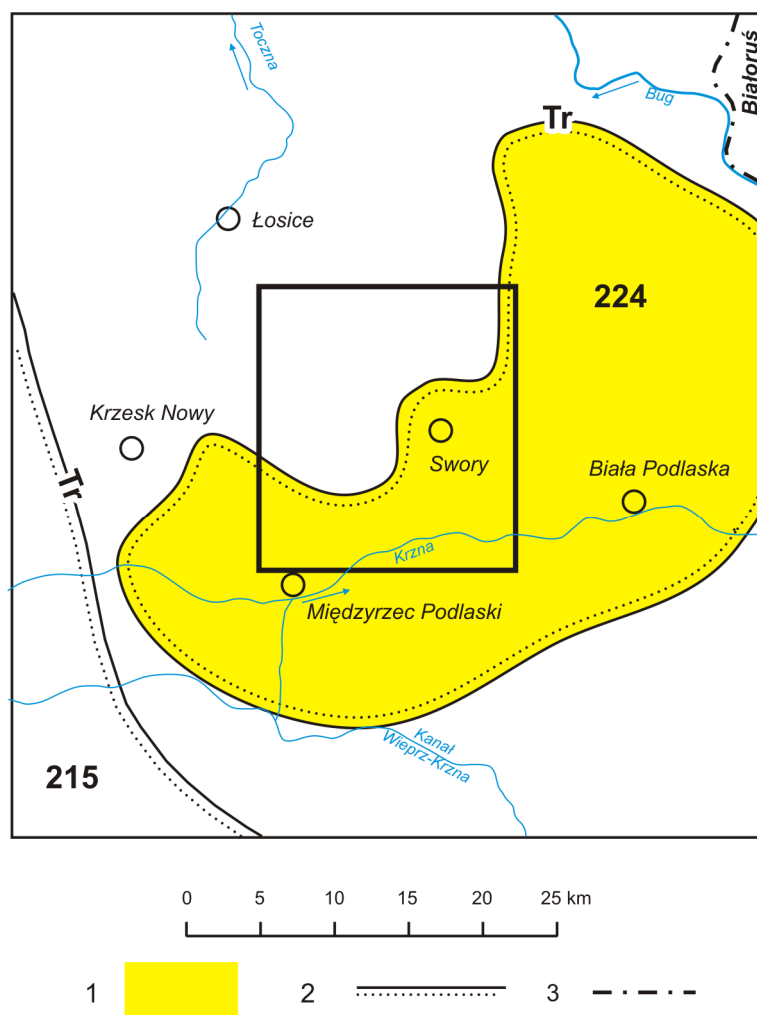 Toczna
Białoruś
Bug
Tr
Łosice
224
Krzesk Nowy
Tr
Swory
Biała Podlaska
Krzna
Międzyrzec Podlaski
Kanał
Wieprz-Krzna
215
0 5 10 15 20 25 km
1 2 3